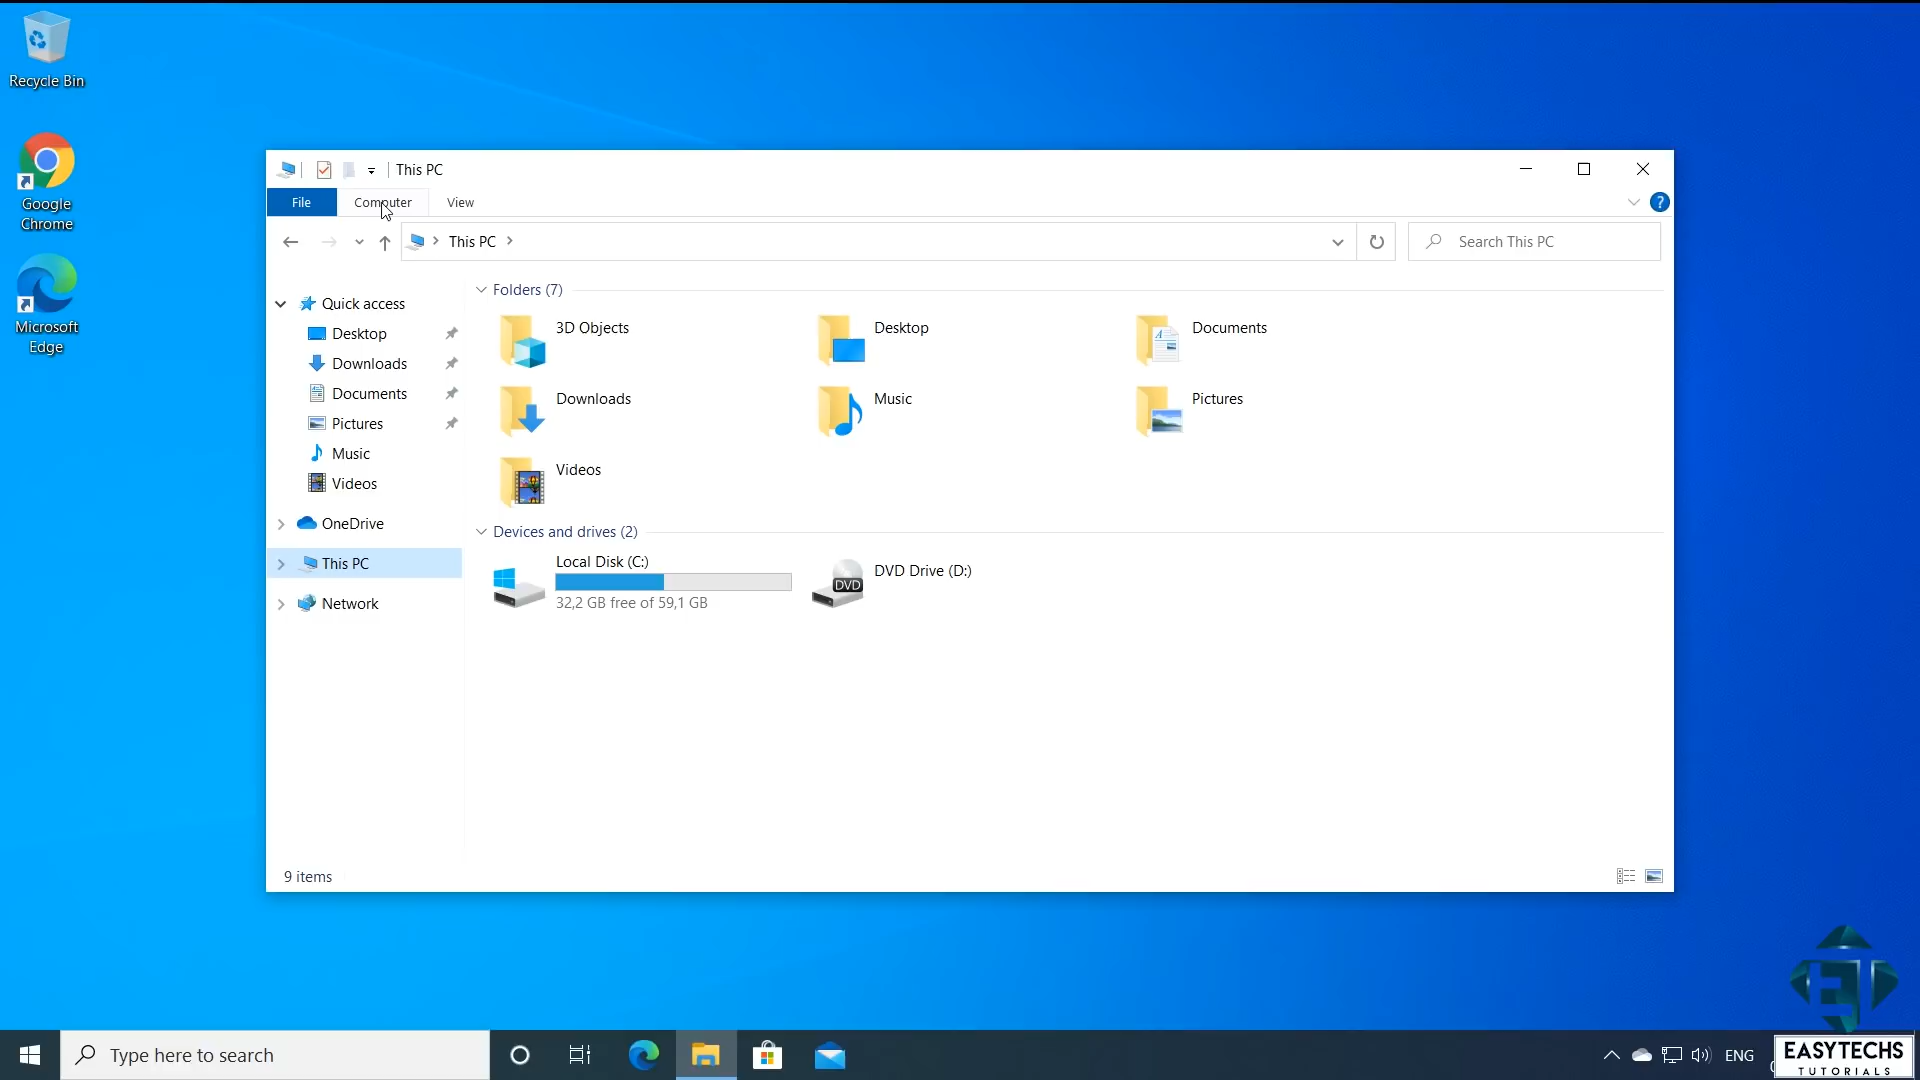 Recycle Bin
Google
Chrome
Microsoft
Edge
This PC
File
Computer
View
?
This PC
Search This PC
Quick access
Desktop
Downloads
Documents
Pictures
Music
Videos
OneDrive
This PC
Network
Folders (7)
3D Objects
Desktop
Documents
Downloads
Music
Pictures
Videos
Devices and drives (2)
Local Disk (C:)
32,2 GB free of 59,1 GB
DVD
DVD Drive (D:)
9 items
Type here to search
ENG
EASYTECHS
TUTORIALS